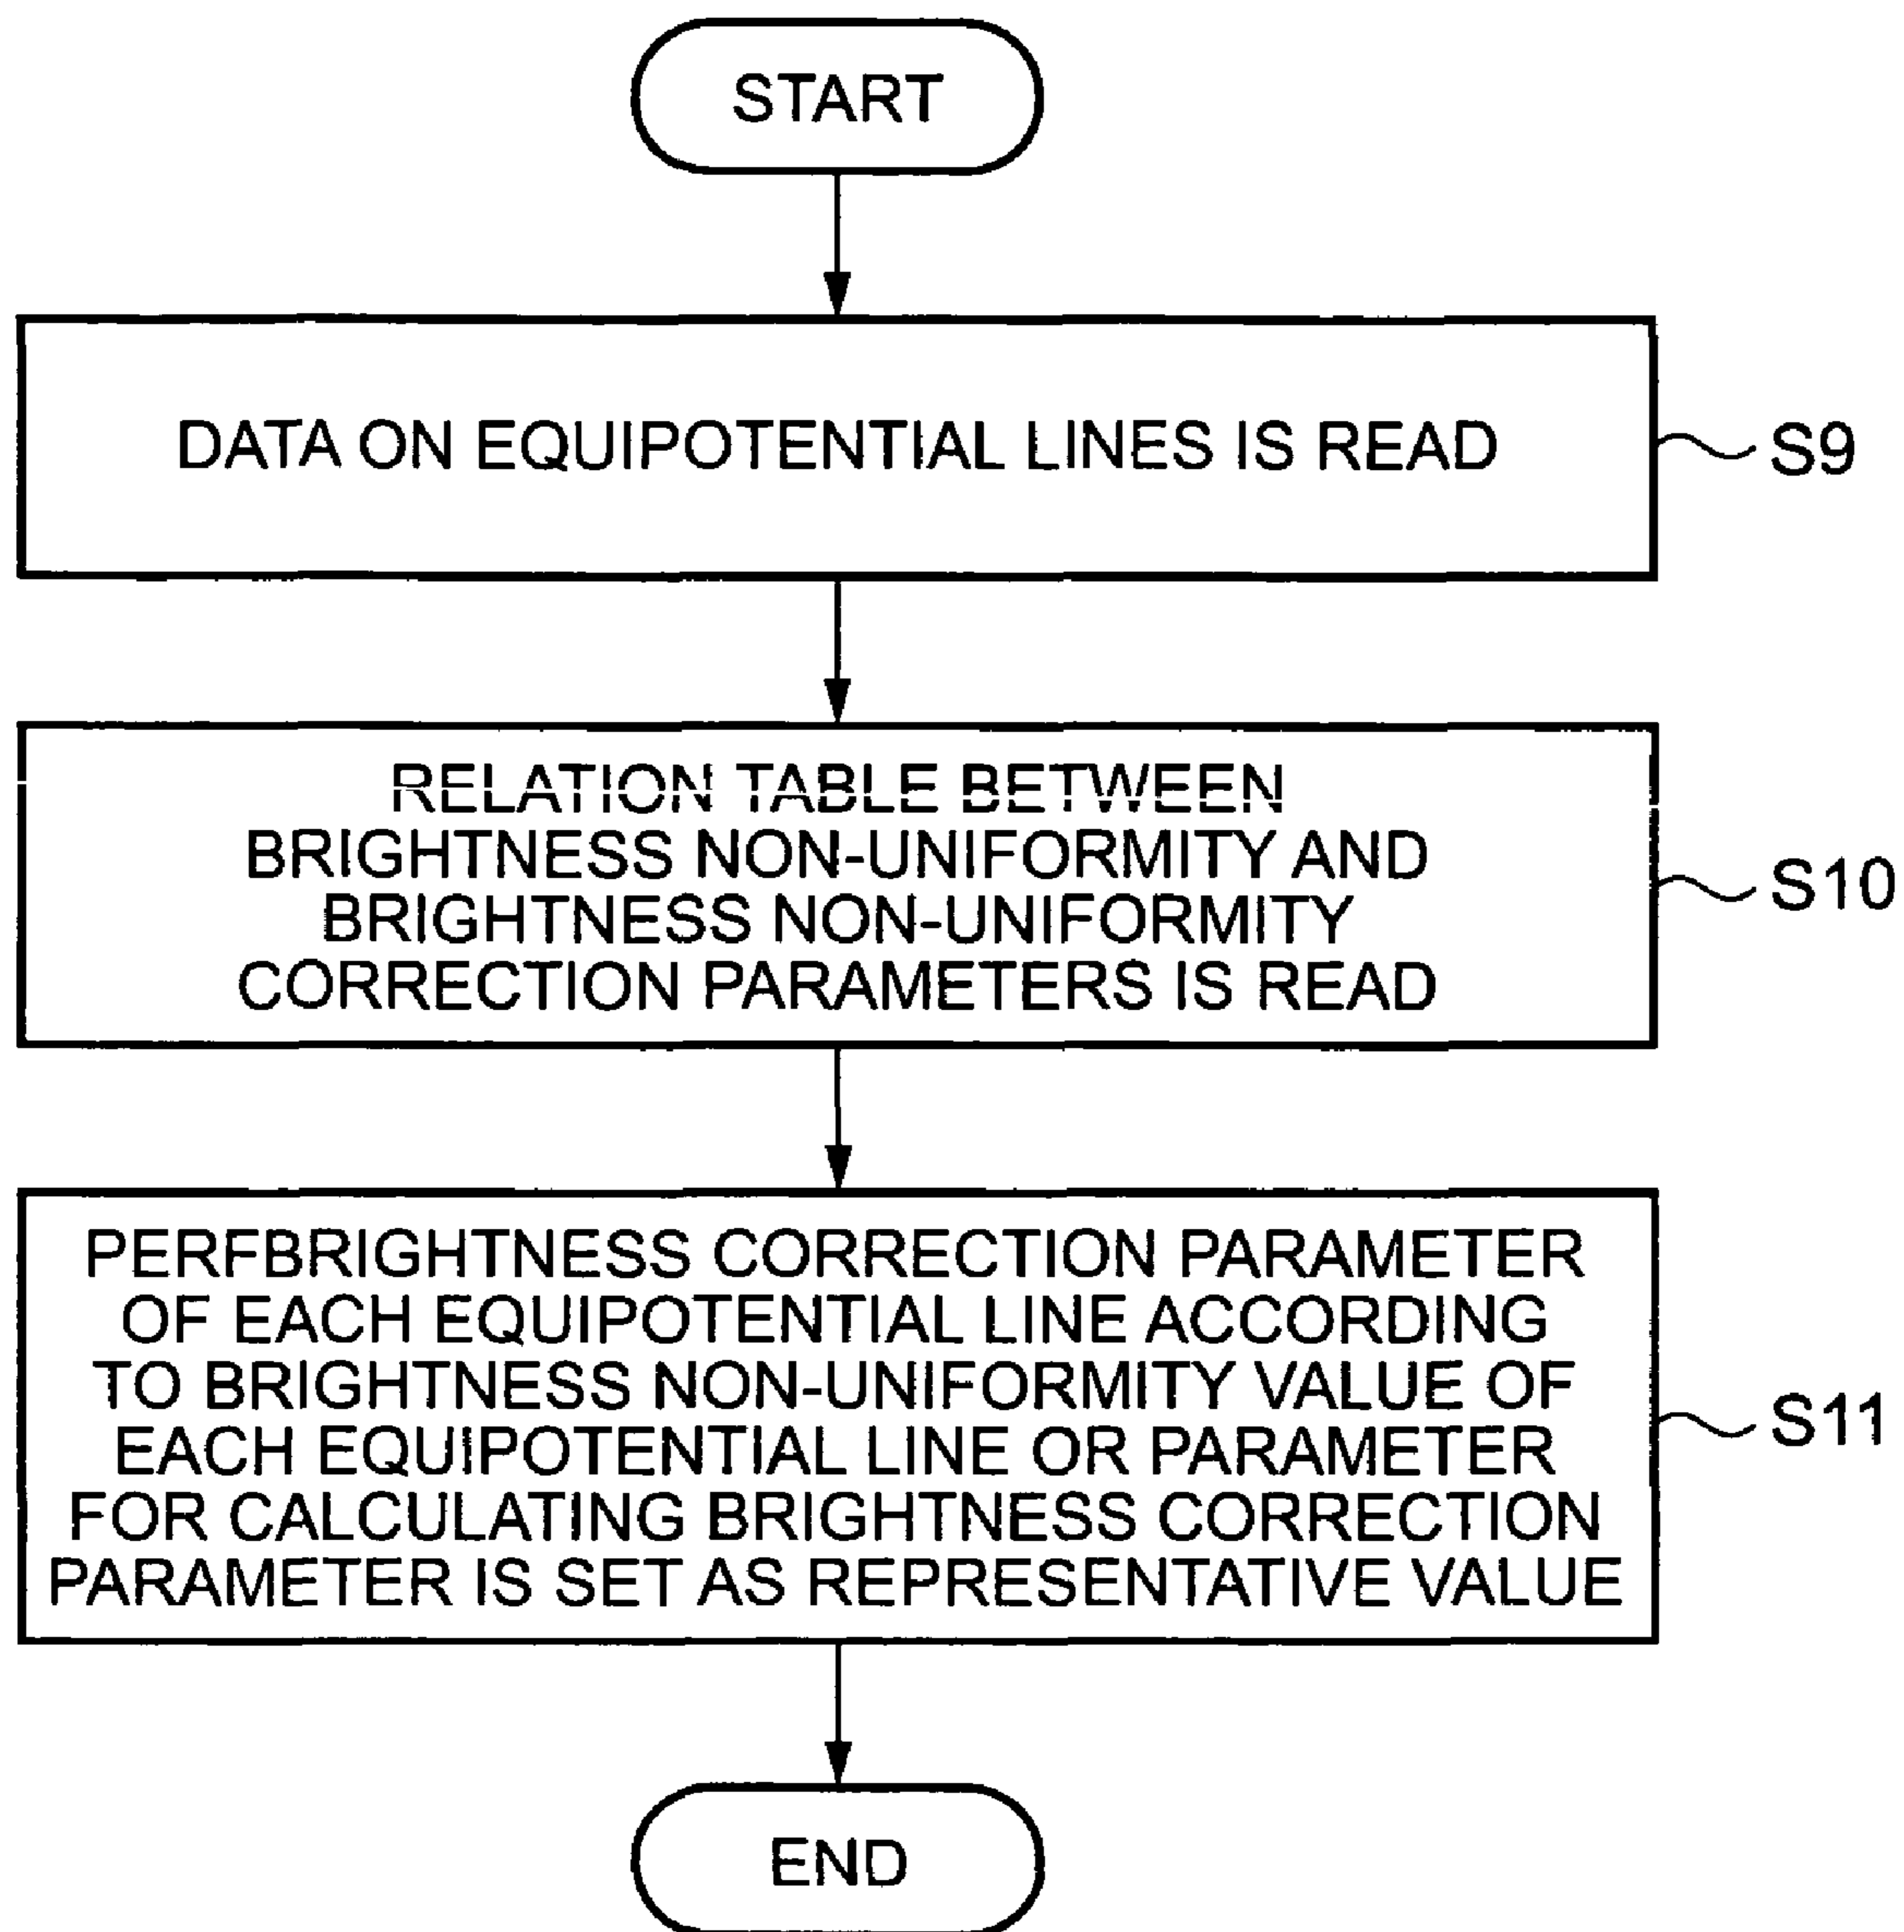 START
DATA ON EQUIPOTENTIAL LINES IS READ
S9
RELATION TABLE BETWEEN
BRIGHTNESS NON-UNIFORMITY AND
BRIGHTNESS NON-UNIFORMITY
CORRECTION PARAMETERS IS READ
S10
PERFBRIGHTNESS CORRECTION PARAMETER
OF EACH EQUIPOTENTIAL LINE ACCORDING
TO BRIGHTNESS NON-UNIFORMITY VALUE OF
EACH EQUIPOTENTIAL LINE OR PARAMETER
FOR CALCULATING BRIGHTNESS CORRECTION
PARAMETER IS SET AS REPRESENTATIVE VALUE
S11
END